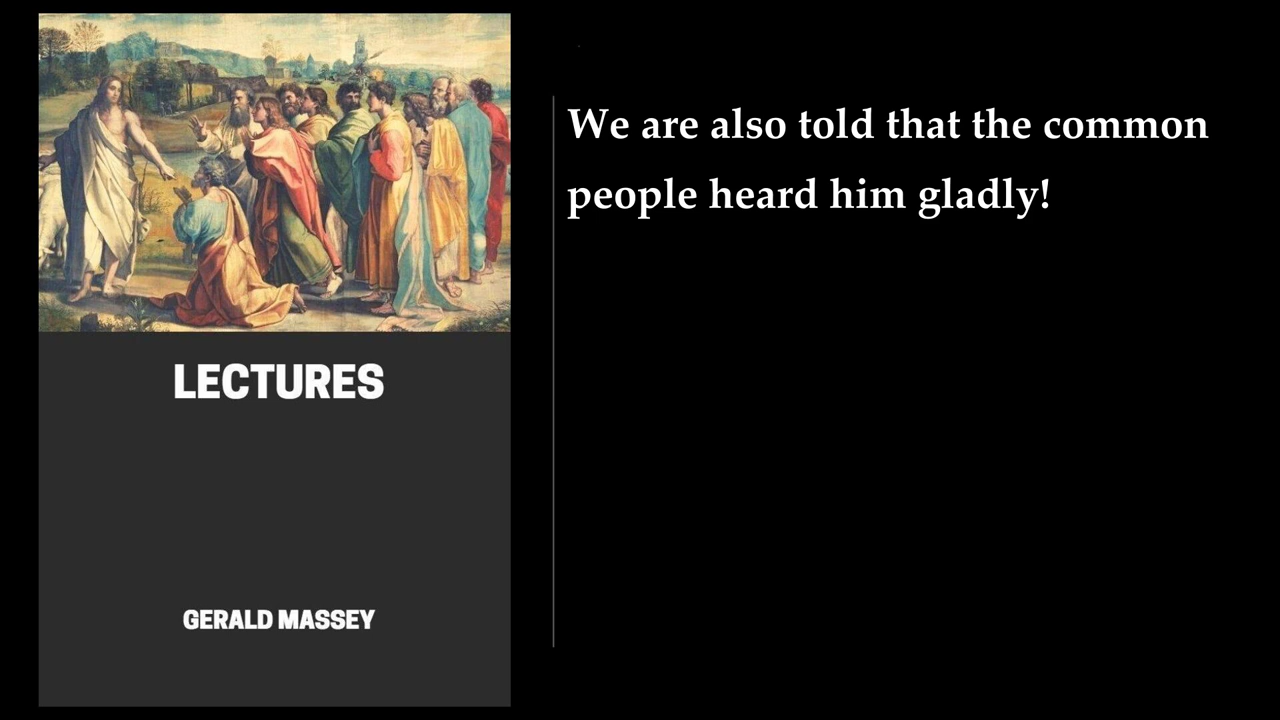 LECTURES
GERALD MASSEY
We are also told that the common
people heard him gladly!